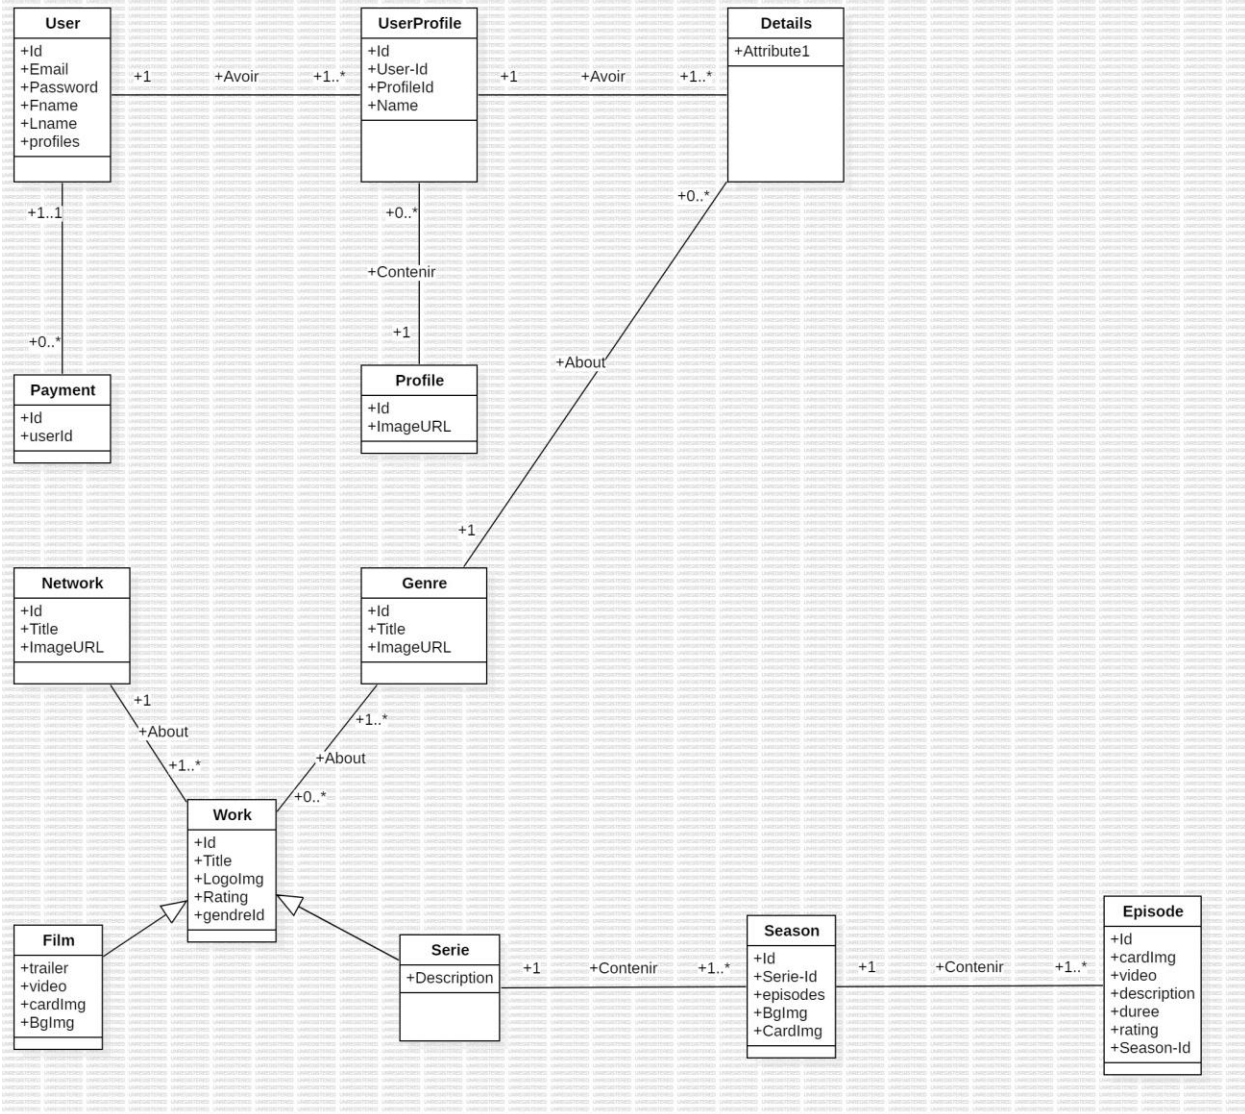 User
+Id
+Email
+Password
+Fname
+Lname
+profiles
+1 +Avoir +1..*
UserProfile
+Id
+User-Id
+ProfileId
+Name
+1 +Avoir +1..*
Details
+Attribute1
+1..1
+0..*
+0..*
+Contenir
+1
+0..*
+About
+1
Payment
+Id
+userId
Profile
+Id
+ImageURL
Network
+Id
+Title
+ImageURL
Genre
+Id
+Title
+ImageURL
+1
+About
+1..*
+1..*
+About
+0..*
Work
+Id
+Title
+LogoImg
+Rating
+gendreId
Film
+trailer
+video
+cardImg
+BgImg
Serie
+Description
+1 +Contenir +1..*
Season
+Id
+Serie-Id
+episodes
+BgImg
+CardImg
+1 +Contenir +1..*
Episode
+Id
+cardImg
+video
+description
+duree
+rating
+Season-Id